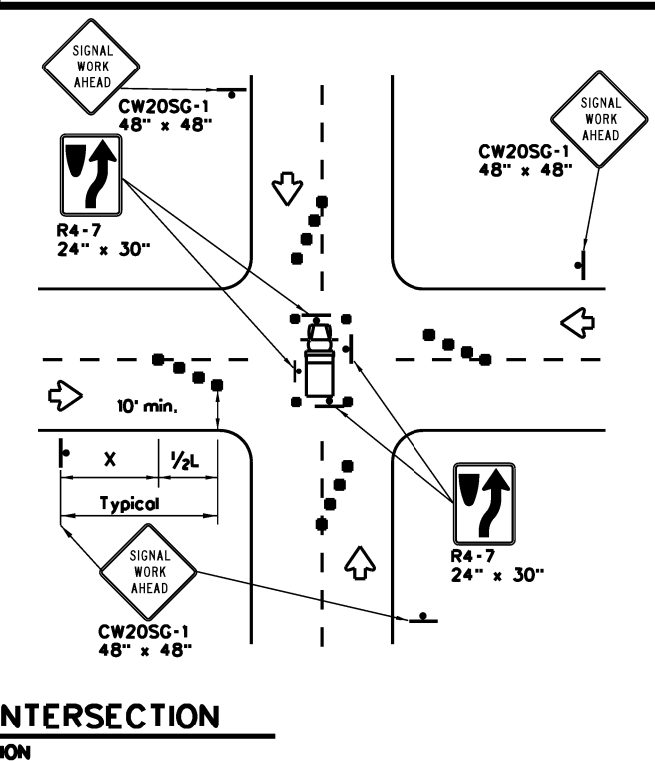 SIGNAL
WORK
AHEAD
CW20SG-1
48" x 48"
SIGNAL
WORK
AHEAD
CW20SG-1
48" x 48"
R4-7
24" x 30"
10' min.
X
1/2L
Typical
SIGNAL
WORK
AHEAD
CW20SG-1
48" x 48"
R4-7
24" x 30"
NTERSECTION
ION